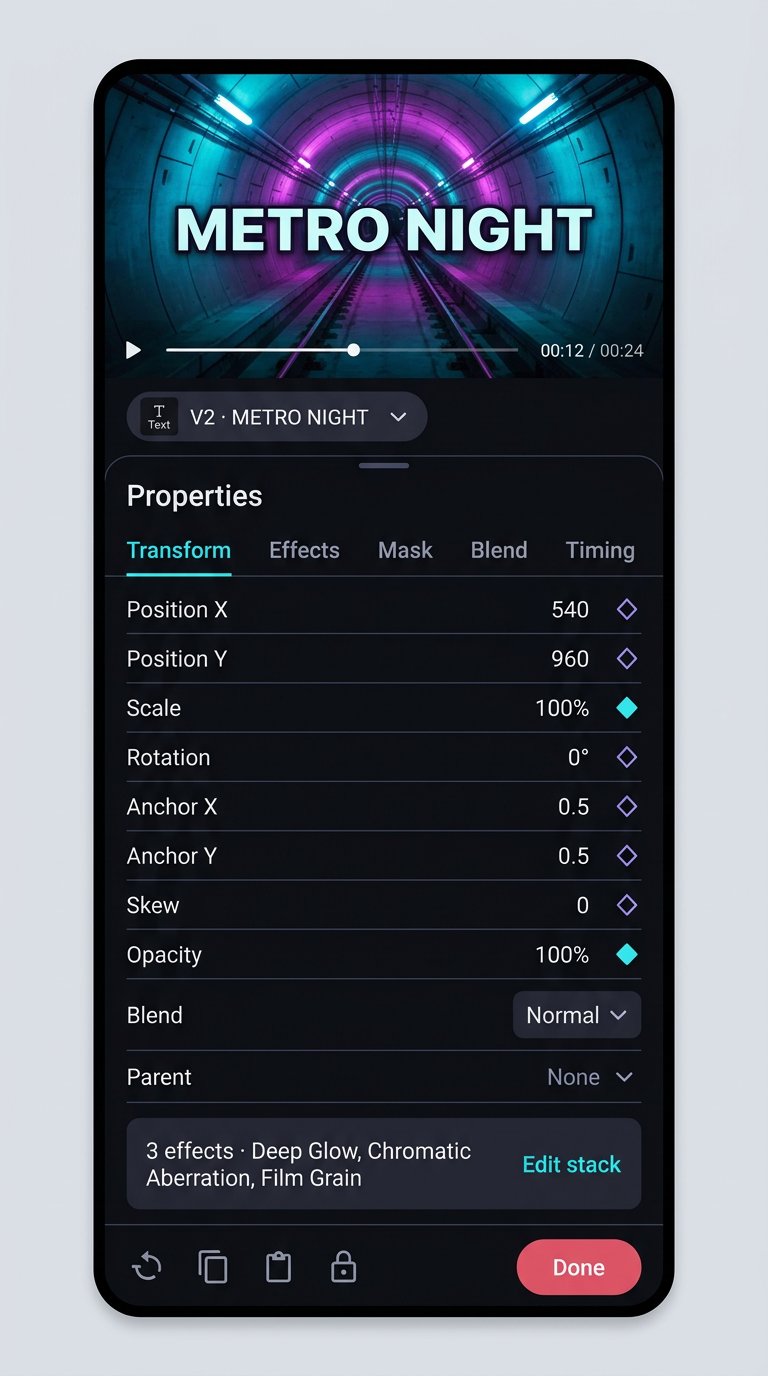 METRO NIGHT
00:12 / 00:24
T
Text
V2 · METRO NIGHT
Properties
Transform Effects Mask Blend Timing
Position X 540
Position Y 960
Scale 100%
Rotation 0°
Anchor X 0.5
Anchor Y 0.5
Skew 0
Opacity 100%
Blend Normal
Parent None
3 effects · Deep Glow, Chromatic
Aberration, Film Grain
Edit stack
Done